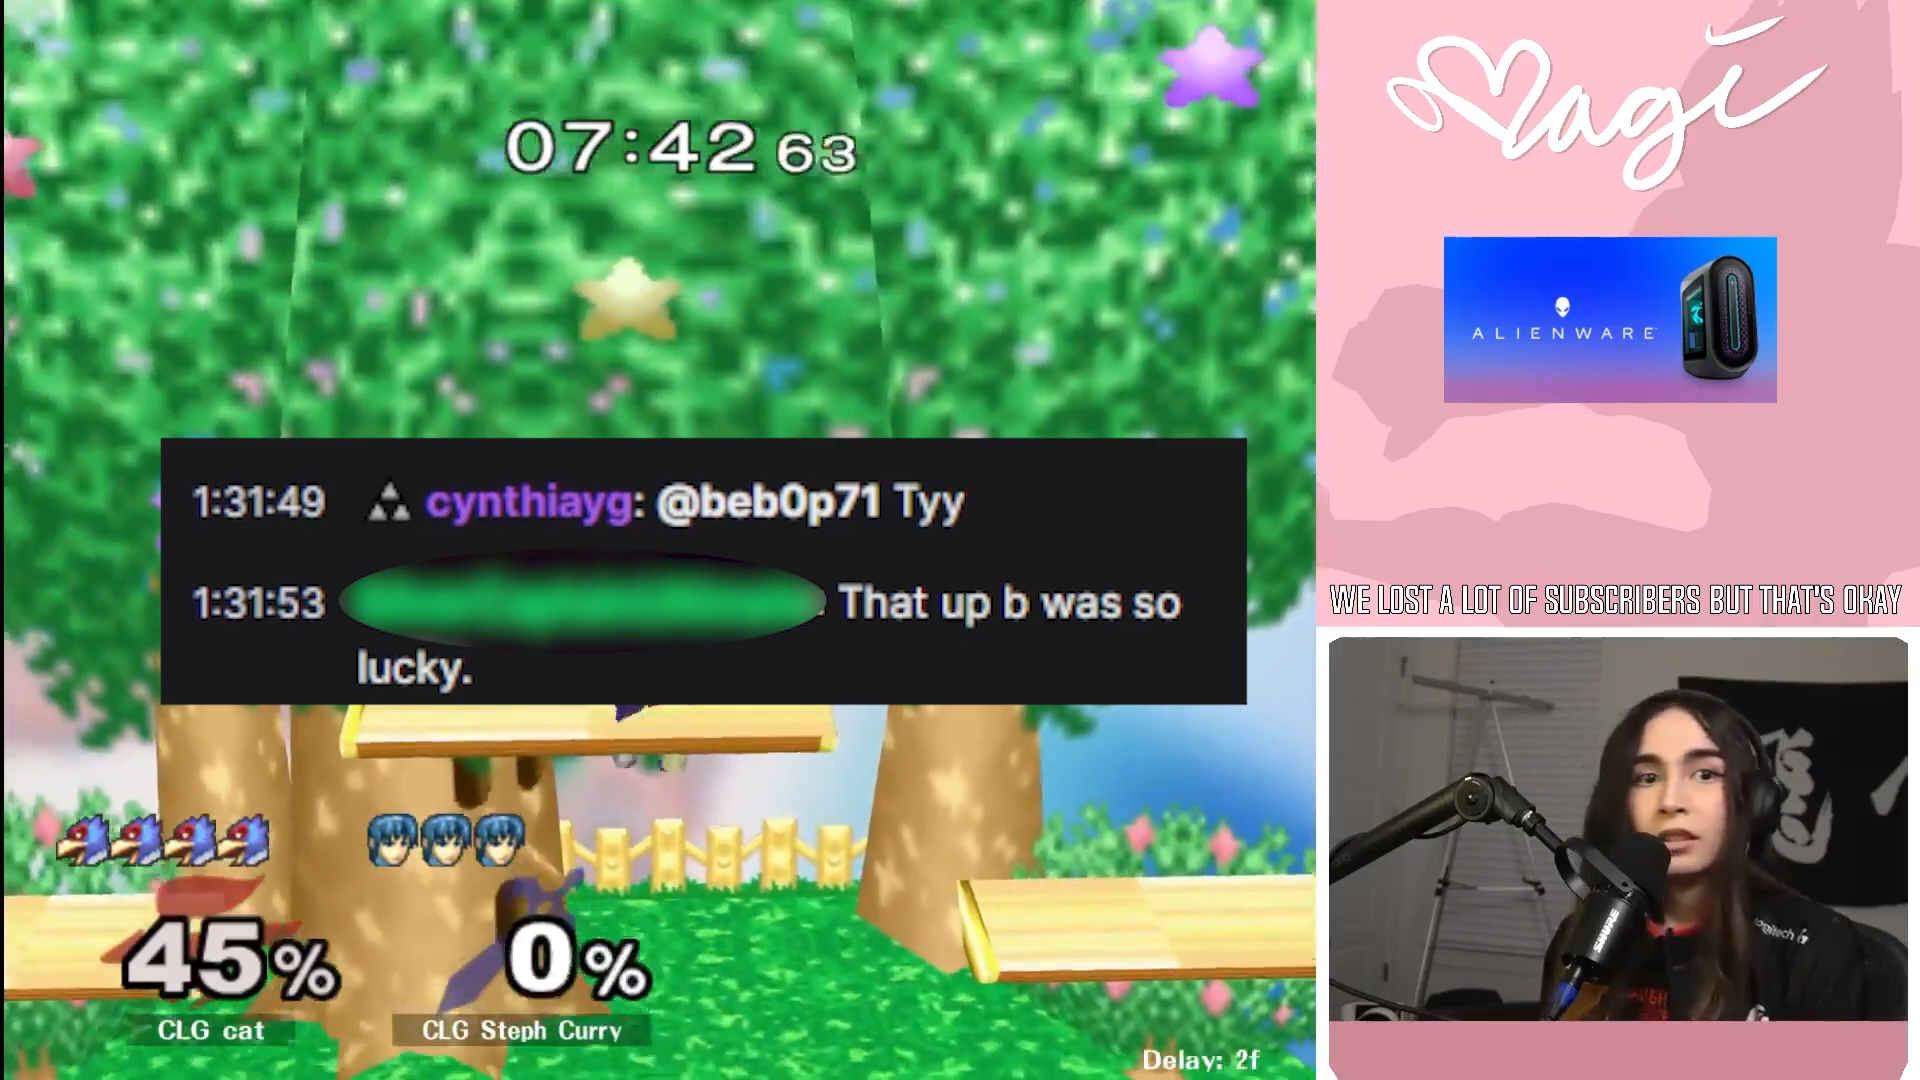 07:42 63
Magi
ALIENWARE
1:31:49 cynthiayg: @beb0p71 Tyy
1:31:53 That up b was so
lucky.
WE LOST A LOT OF SUBSCRIBERS BUT THAT'S OKAY
45% 0%
CLG cat CLG Steph Curry
Delay: 2f
SHURE
logitech G